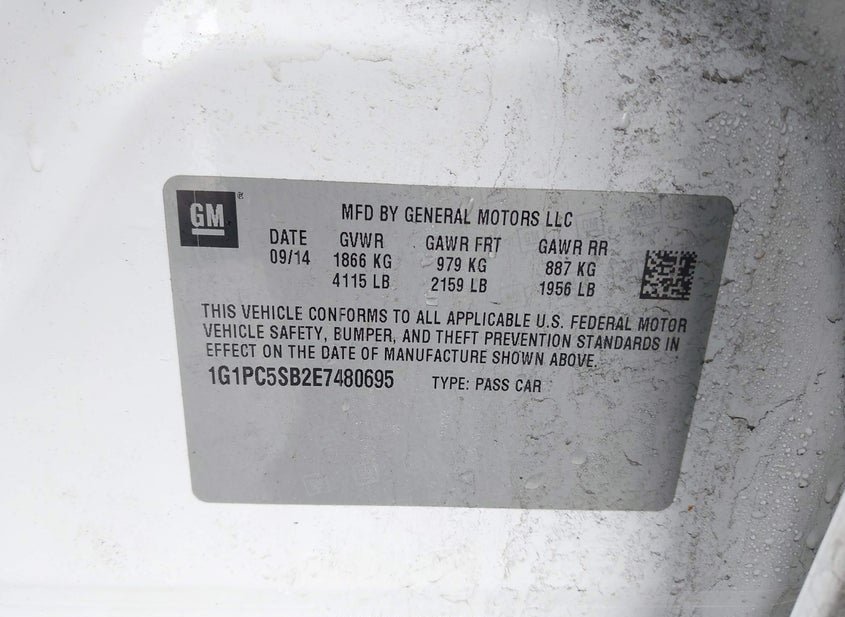 GM ®
MFD BY GENERAL MOTORS LLC
DATE GVWR GAWR FRT GAWR RR
09/14 1866 KG 979 KG 887 KG
4115 LB 2159 LB 1956 LB
THIS VEHICLE CONFORMS TO ALL APPLICABLE U.S. FEDERAL MOTOR
VEHICLE SAFETY, BUMPER, AND THEFT PREVENTION STANDARDS IN
EFFECT ON THE DATE OF MANUFACTURE SHOWN ABOVE.
1G1PC5SB2E7480695 TYPE: PASS CAR